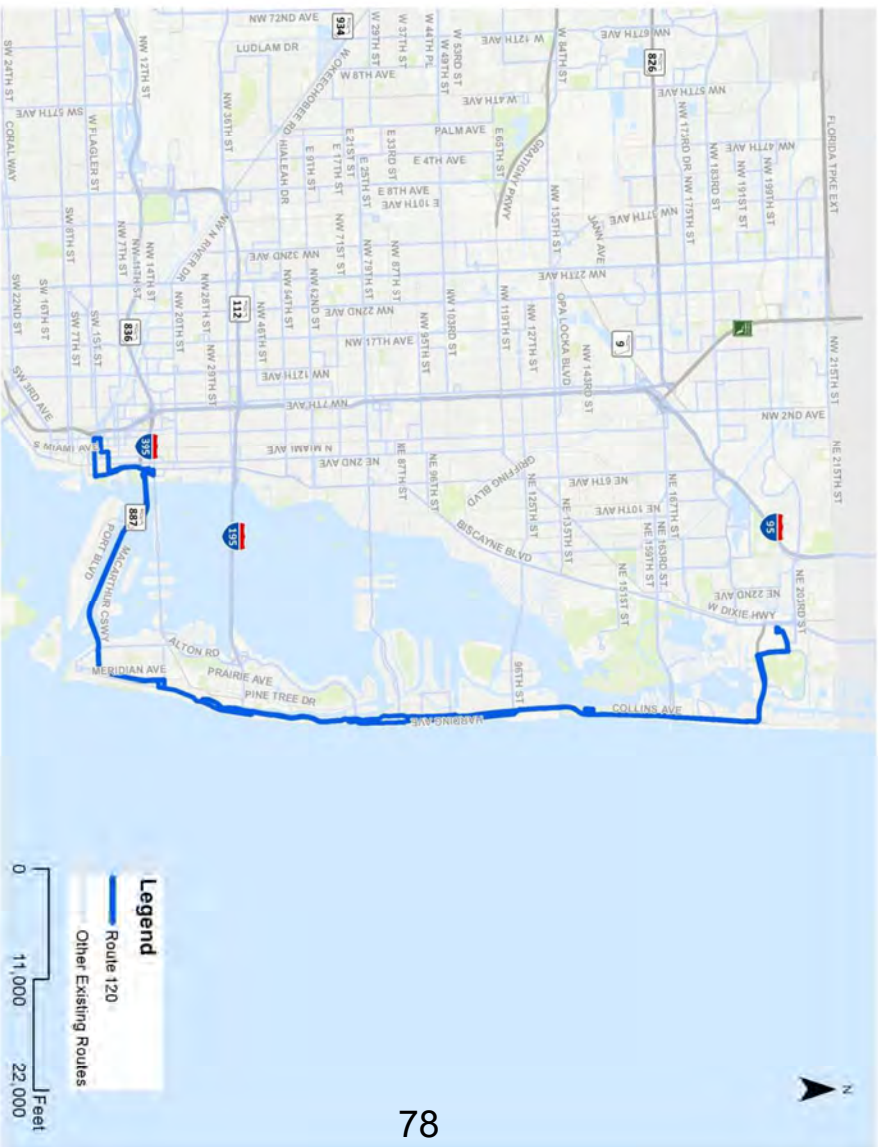 N
Legend
Route 120
Other Existing Routes
0 11,000 22,000
Feet
FLORIDA TPKE EXT
NW 215TH ST
NE 215TH ST
NE 203RD ST
NW 199TH ST
NW 191ST ST
NW 183RD ST
NW 175TH ST
NW 173RD DR
NW 67TH AVE
NW 57TH AVE
NW 47TH AVE
NW 37TH AVE
NW 27TH AVE
NW 2ND AVE
NE 22ND AVE
W DIXIE HWY
95
826
9
JANN AVE
NE 167TH ST
NE 163RD ST
NE 159TH ST
NE 151ST ST
NE 10TH AVE
NE 6TH AVE
COLLINS AVE
W 84TH ST
W 12TH AVE
GRATIGNY PKWY
NW 135TH ST
OPA LOCKA BLVD
NW 143RD ST
NW 127TH ST
NW 119TH ST
NE 135TH ST
NE 125TH ST
GRIFFING BLVD
BISCAYNE BLVD
96TH ST
HARDING AVE
W 53RD ST
W 49TH ST
W 44TH PL
W 37TH ST
W 29TH ST
W 8TH AVE
W 4TH AVE
PALM AVE
E 65TH ST
E 4TH AVE
E 8TH AVE
E 10TH AVE
E 33RD ST
E 25TH ST
E 21ST ST
E 17TH ST
E 9TH ST
HIALEAH DR
NW 103RD ST
NW 95TH ST
NW 87TH ST
NW 79TH ST
NW 71ST ST
NW 62ND ST
NW 54TH ST
NW 46TH ST
NW 32ND AVE
NW 22ND AVE
NW 17TH AVE
NW 12TH AVE
NW 7TH AVE
N MIAMI AVE
NE 2ND AVE
NE 96TH ST
NE 87TH ST
NW 72ND AVE
934
LUDLAM DR
W OKEECHOBEE RD
NW 36TH ST
NW N RIVER DR
112
NW 29TH ST
NW 28TH ST
NW 20TH ST
195
ALTON RD
PRAIRIE AVE
PINE TREE DR
MERIDIAN AVE
NW 12TH ST
NW 14TH ST
NW 11TH ST
NW 7TH ST
836
395
887
MACARTHUR CSWY
PORT BLVD
W FLAGLER ST
SW 57TH AVE
SW 8TH ST
SW 1ST ST
SW 7TH ST
SW 16TH ST
SW 22ND ST
SW 24TH ST
CORAL WAY
SW 3RD AVE
S MIAMI AVE
78